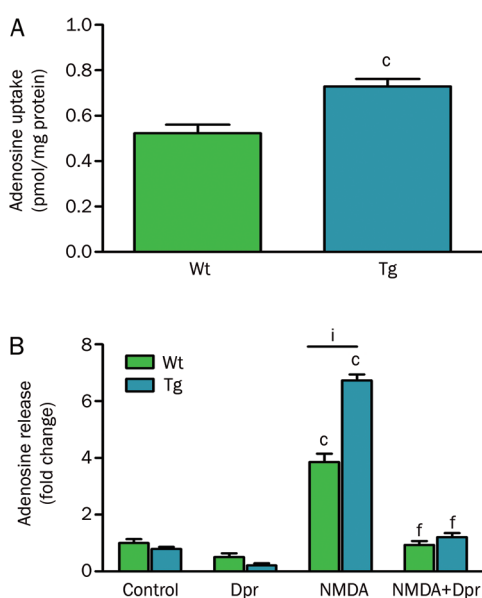 A
Adenosine uptake
(pmol/mg protein)
1.0
0.8
0.6
0.4
0.2
0.0
c
Wt
Tg
B
Adenosine release
(fold change)
8
6
4
2
0
Wt
Tg
i
c
c
f
f
Control
Dpr
NMDA
NMDA+Dpr